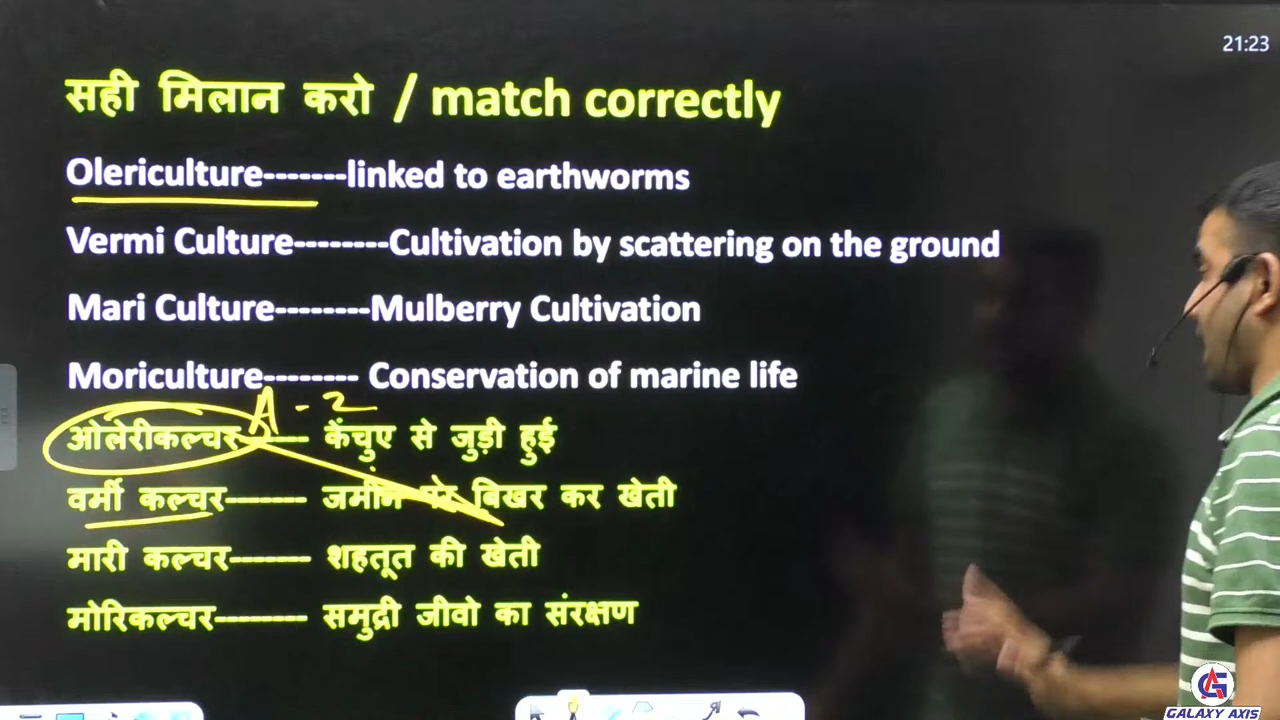 21:23
सही मिलान करो / match correctly
Olericulture-------linked to earthworms
Vermi Culture--------Cultivation by scattering on the ground
Mari Culture--------Mulberry Cultivation
Moriculture-------- Conservation of marine life
A - 2
ओलेरीकल्चर------ केंचुए से जुड़ी हुई
वर्मी कल्चर------- जमींन पर बिखर कर खेती
मारी कल्चर------- शहतूत की खेती
मोरिकल्चर-------- समुद्री जीवो का संरक्षण
GALAXY AXIS